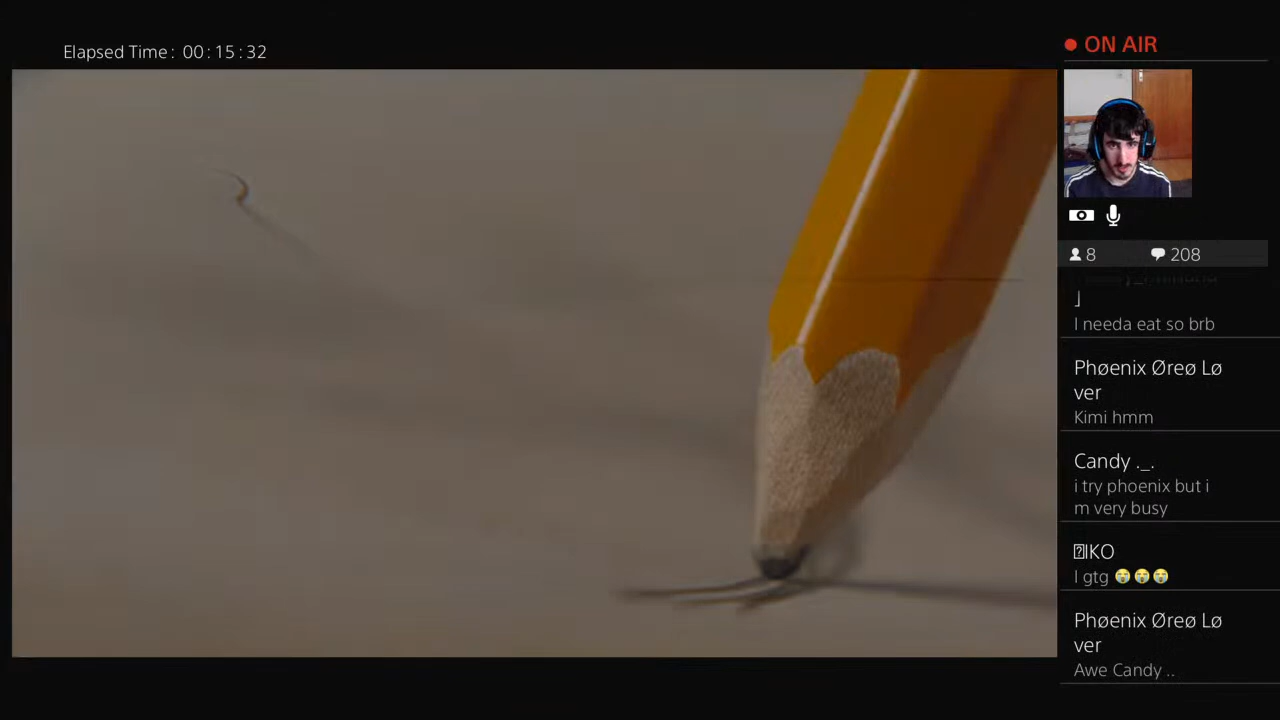 Elapsed Time: 00:15:32
ON AIR
8 208
]
I needa eat so brb
Phøenix Øreø Lø
ver
Kimi hmm
Candy ._.
i try phoenix but i
m very busy
IKO
I gtg 😭😭😭
Phøenix Øreø Lø
ver
Awe Candy ..